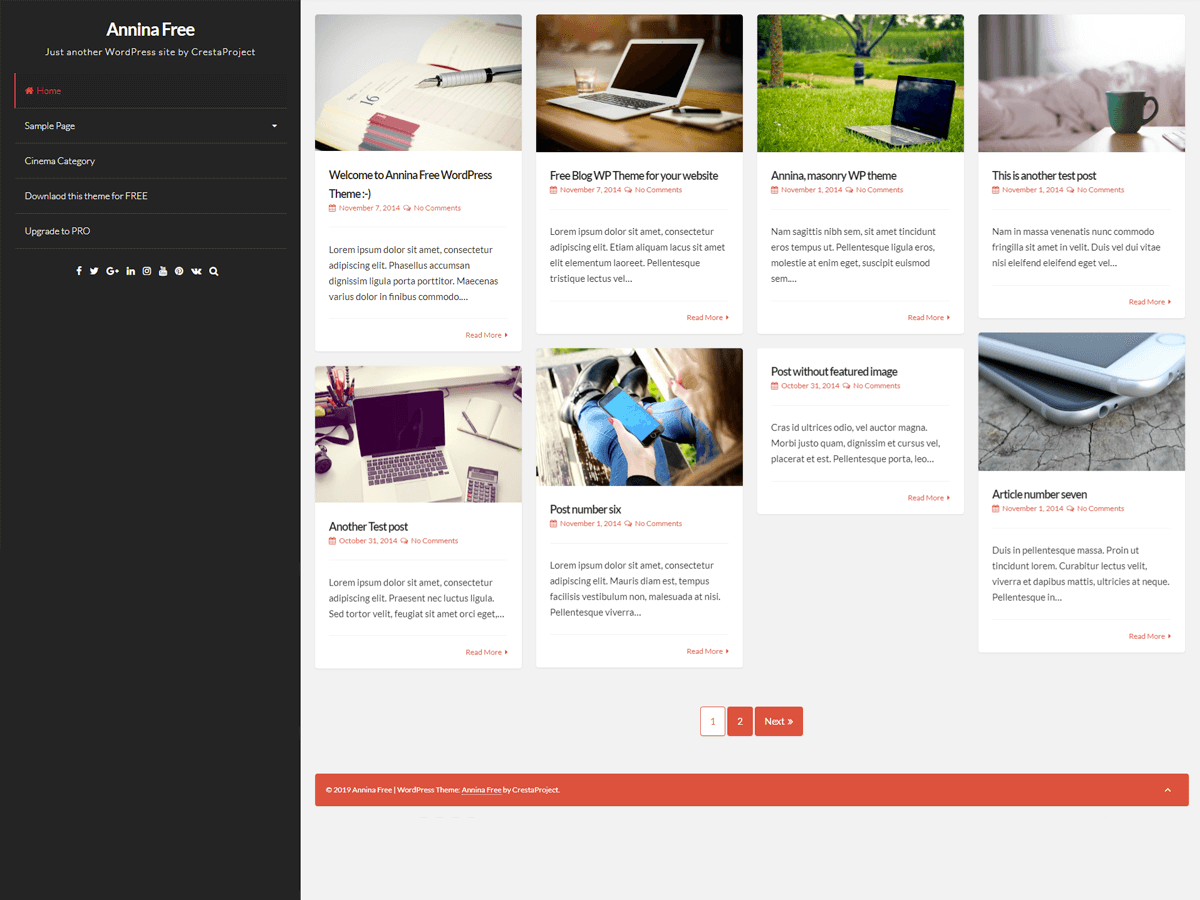 Annina Free
Just another WordPress site by CrestaProject
Home
Sample Page
Cinema Category
Downlaod this theme for FREE
Upgrade to PRO
16
Welcome to Annina Free WordPress
Theme :-)
November 7, 2014 No Comments
Lorem ipsum dolor sit amet, consectetur
adipiscing elit. Phasellus accumsan
dignissim ligula porta porttitor. Maecenas
varius dolor in finibus commodo.…
Read More
Free Blog WP Theme for your website
November 7, 2014 No Comments
Lorem ipsum dolor sit amet, consectetur
adipiscing elit. Etiam aliquam lacus sit amet
elit elementum laoreet. Pellentesque
tristique lectus vel…
Read More
Annina, masonry WP theme
November 1, 2014 No Comments
Nam sagittis nibh sem, sit amet tincidunt
eros tempus ut. Pellentesque ligula eros,
molestie at enim eget, suscipit euismod
sem.…
Read More
This is another test post
November 1, 2014 No Comments
Nam in massa venenatis nunc commodo
fringilla sit amet in velit. Duis vel dui vitae
nisi eleifend eleifend eget vel…
Read More
Another Test post
October 31, 2014 No Comments
Lorem ipsum dolor sit amet, consectetur
adipiscing elit. Praesent nec luctus ligula.
Sed tortor velit, feugiat sit amet orci eget,…
Read More
Post number six
November 1, 2014 No Comments
Lorem ipsum dolor sit amet, consectetur
adipiscing elit. Mauris diam est, tempus
facilisis vestibulum non, malesuada at nisi.
Pellentesque viverra…
Read More
Post without featured image
October 31, 2014 No Comments
Cras id ultrices odio, vel auctor magna.
Morbi justo quam, dignissim et cursus vel,
placerat et est. Pellentesque porta, leo…
Read More
Article number seven
November 1, 2014 No Comments
Duis in pellentesque massa. Proin ut
tincidunt lorem. Curabitur lectus velit,
viverra et dapibus mattis, ultricies at neque.
Pellentesque in…
Read More
1 2 Next »
© 2019 Annina Free | WordPress Theme: Annina Free by CrestaProject.